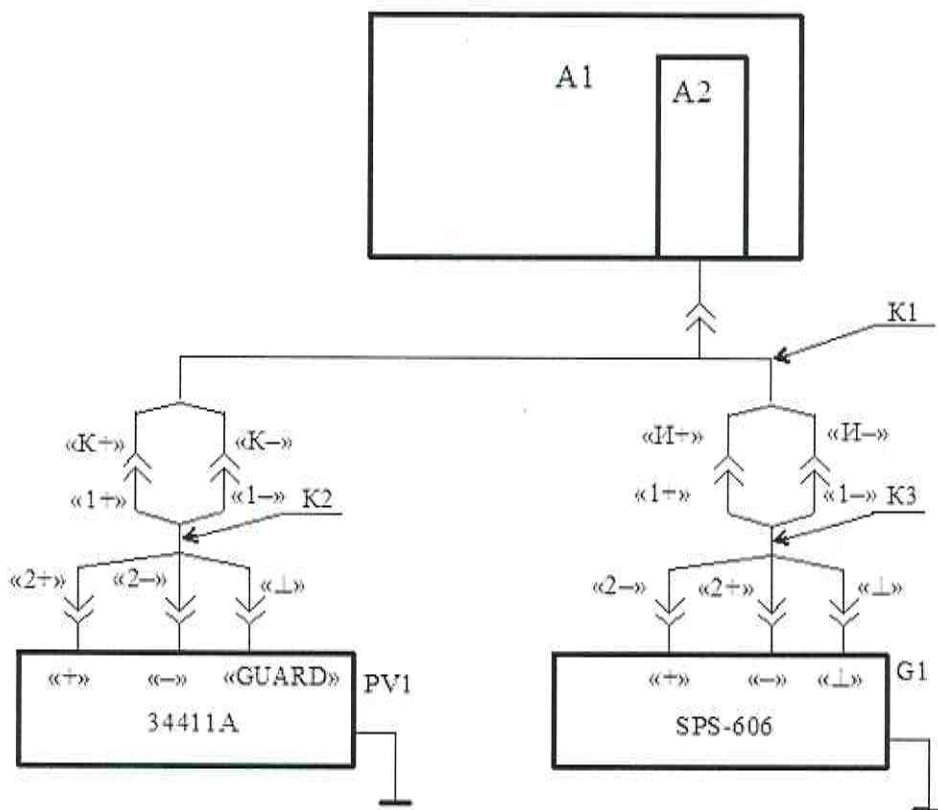 A1
A2
K1
«К+» «К–» «И+» «И–»
«1+» «1–» K2 «1+» «1–» K3
«2+» «2–» «⊥» «2–» «2+» «⊥»
«+» «–» «GUARD» PV1 «+» «–» «⊥» G1
34411A SPS-606